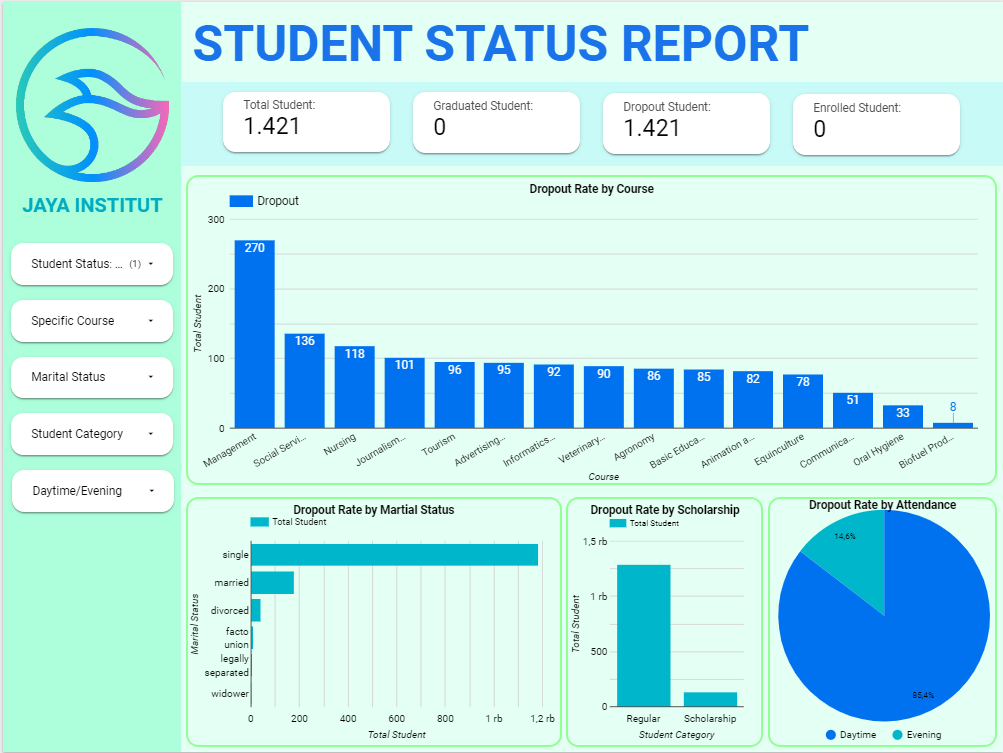 STUDENT STATUS REPORT
JAYA INSTITUT
Student Status: ... (1)
Specific Course
Marital Status
Student Category
Daytime/Evening
Total Student:
1.421
Graduated Student:
0
Dropout Student:
1.421
Enrolled Student:
0
Dropout Rate by Course
Dropout
Total Student
300
200
100
0
270
136
118
101
96
95
92
90
86
85
82
78
51
33
8
Management
Social Servi...
Nursing
Journalism...
Tourism
Advertising...
Informatics...
Veterinary...
Agronomy
Basic Educa...
Animation a...
Equinculture
Communica...
Oral Hygiene
Biofuel Prod...
Course
Dropout Rate by Martial Status
Total Student
Marital Status
single
married
divorced
facto
union
legally
separated
widower
0 200 400 600 800 1 rb 1,2 rb
Total Student
Dropout Rate by Scholarship
Total Student
Total Student
1,5 rb
1 rb
500
0
Regular Scholarship
Student Category
Dropout Rate by Attendance
14,6%
85,4%
Daytime Evening